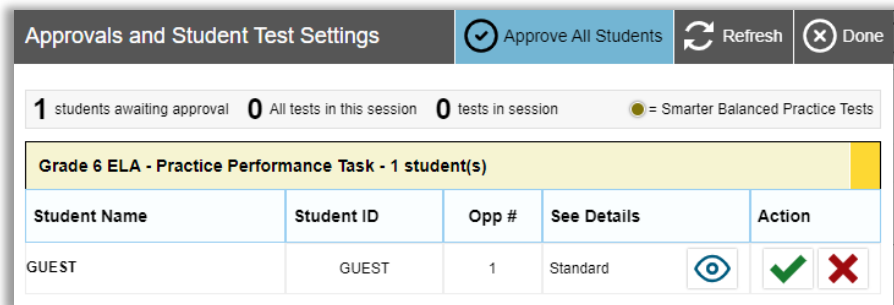 Approvals and Student Test Settings Approve All Students Refresh Done
1 students awaiting approval 0 All tests in this session 0 tests in session = Smarter Balanced Practice Tests
Grade 6 ELA - Practice Performance Task - 1 student(s)
Student Name Student ID Opp # See Details Action
GUEST GUEST 1 Standard